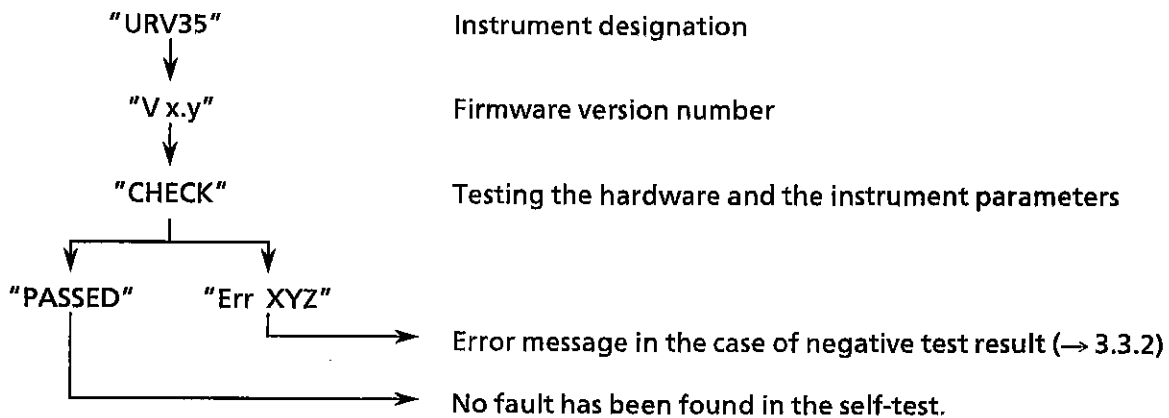 "URV35" Instrument designation
"V x.y" Firmware version number
"CHECK" Testing the hardware and the instrument parameters
"PASSED" "Err XYZ"
Error message in the case of negative test result (→ 3.3.2)
No fault has been found in the self-test.